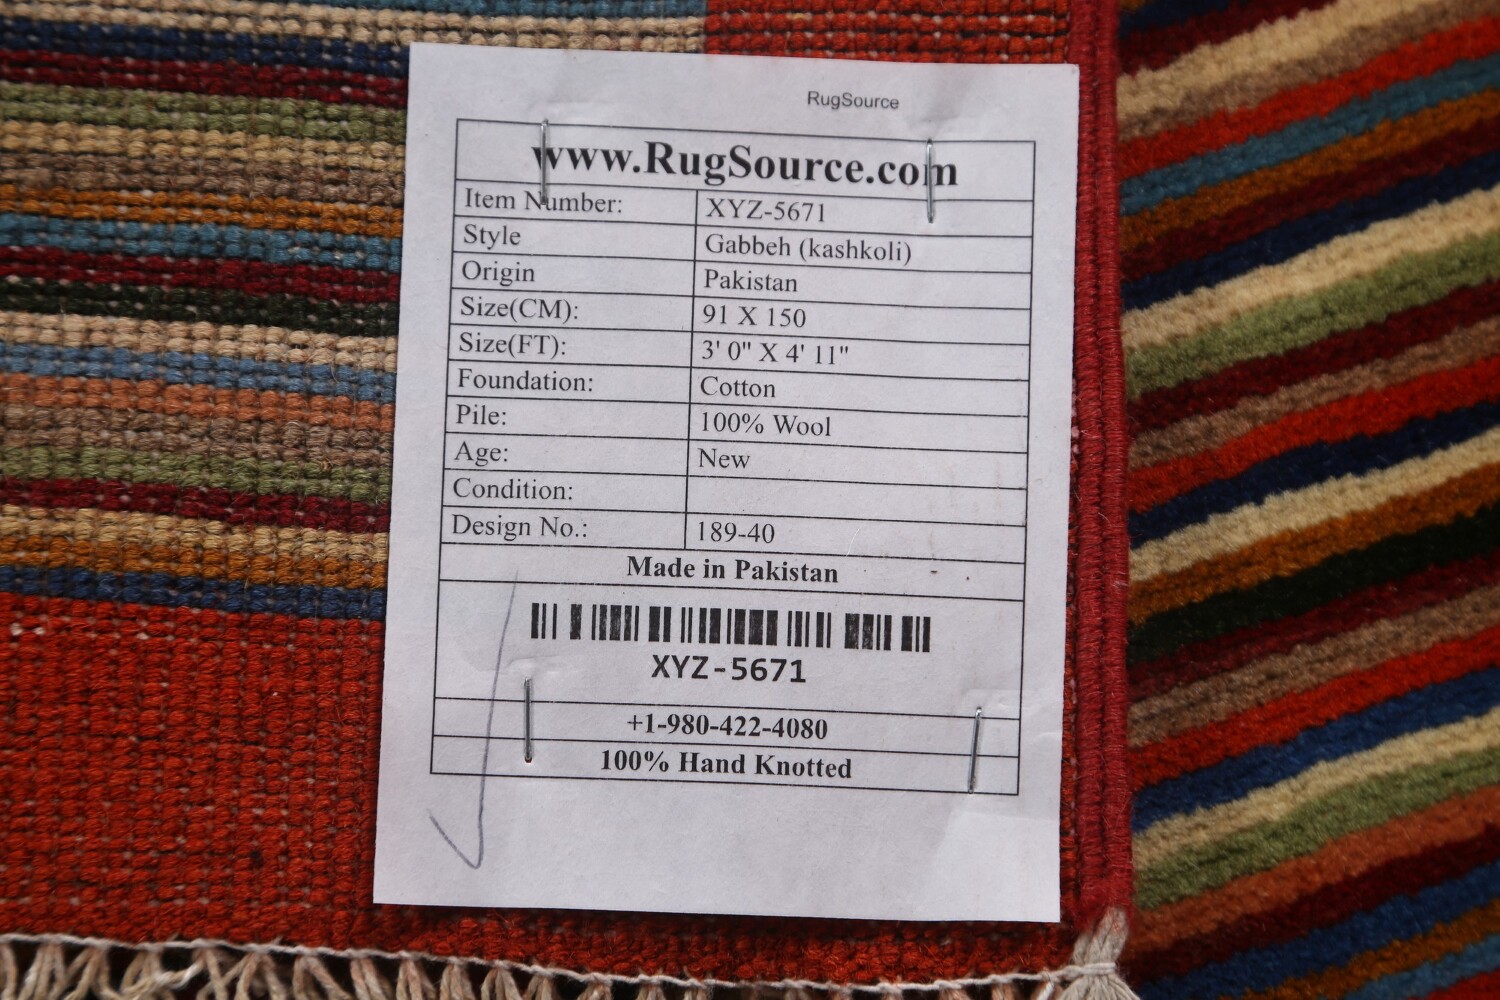 RugSource
www.RugSource.com
Item Number: XYZ-5671
Style Gabbeh (kashkoli)
Origin Pakistan
Size(CM): 91 X 150
Size(FT): 3' 0" X 4' 11"
Foundation: Cotton
Pile: 100% Wool
Age: New
Condition:
Design No.: 189-40
Made in Pakistan
XYZ-5671
+1-980-422-4080
100% Hand Knotted